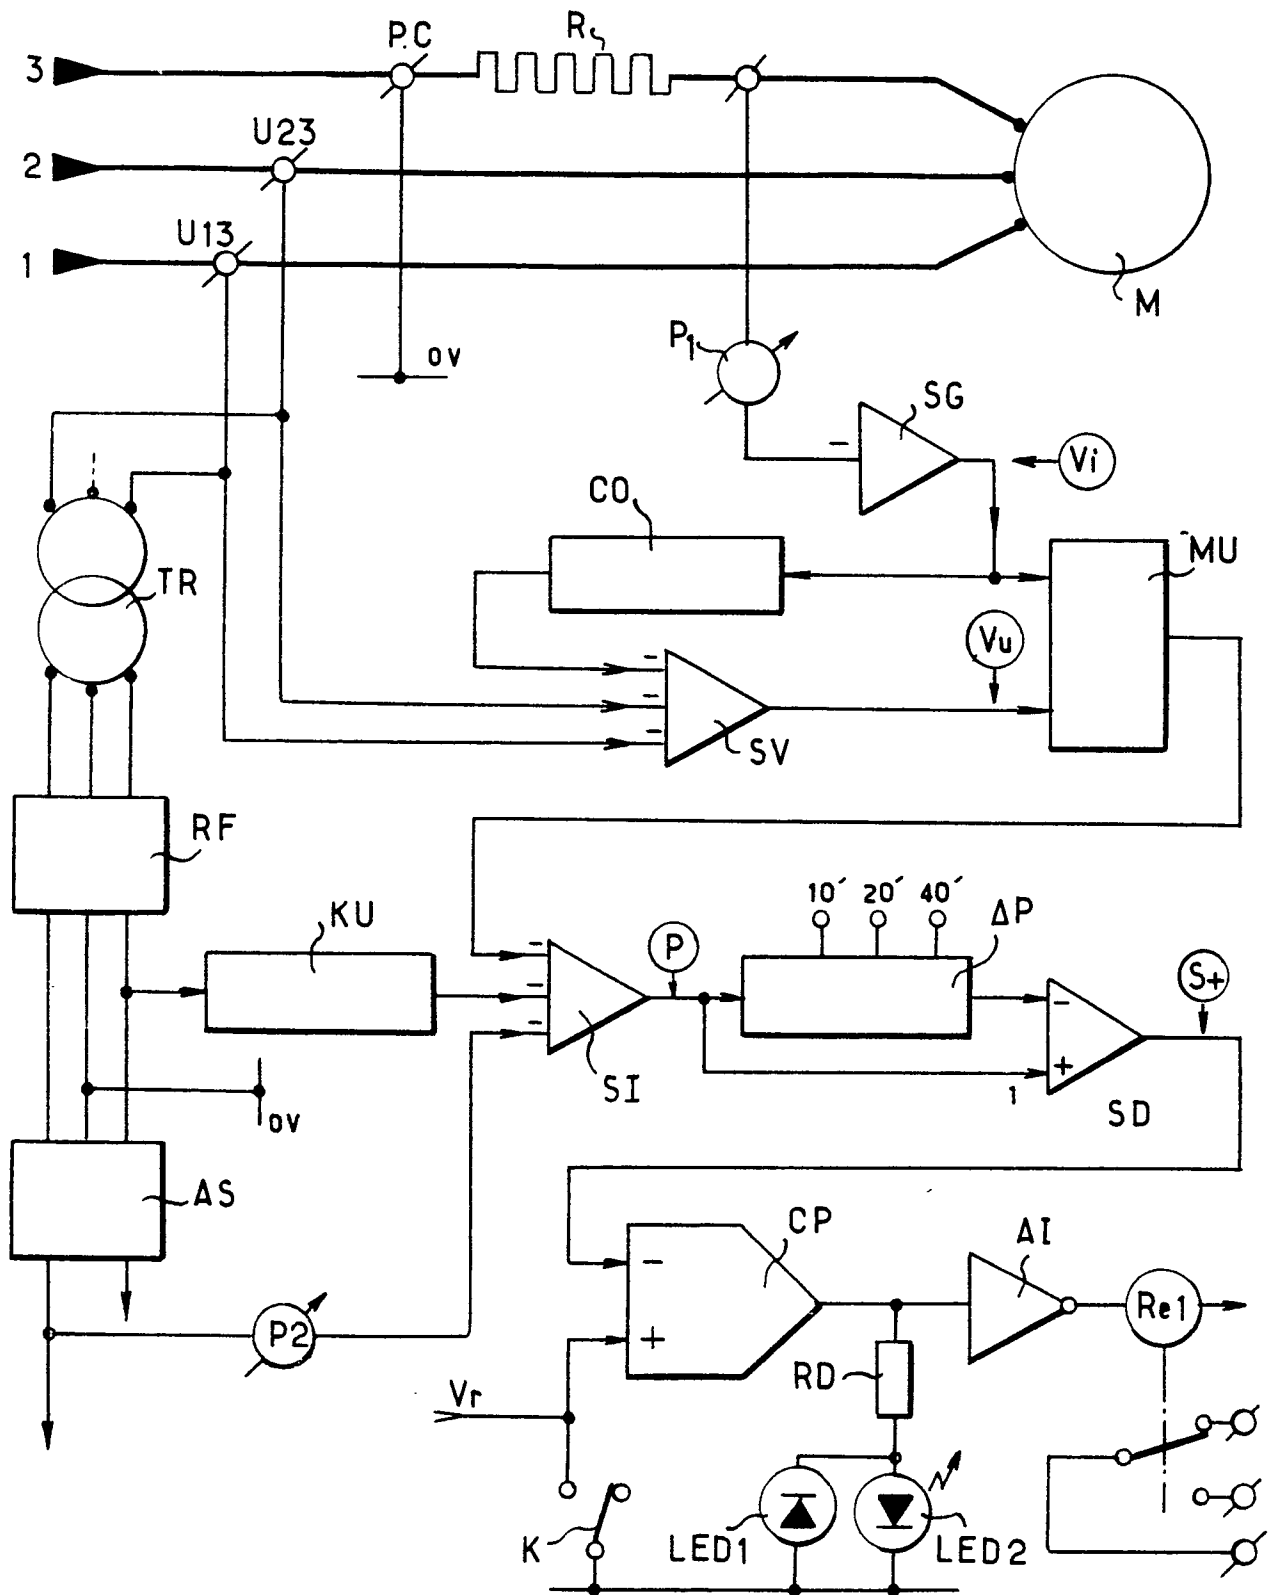 P.C
R
3
U23
2
U13
1
M
P1
0V
SG
Vi
CO
MU
TR
Vu
-
-
-
-
SV
RF
10´ 20´ 40´
KU
P
ΔP
S+
-
-
-
-
+
SI
1
SD
0V
AS
CP
AI
-
+
Re1
P2
RD
Vr
K
LED1
LED2